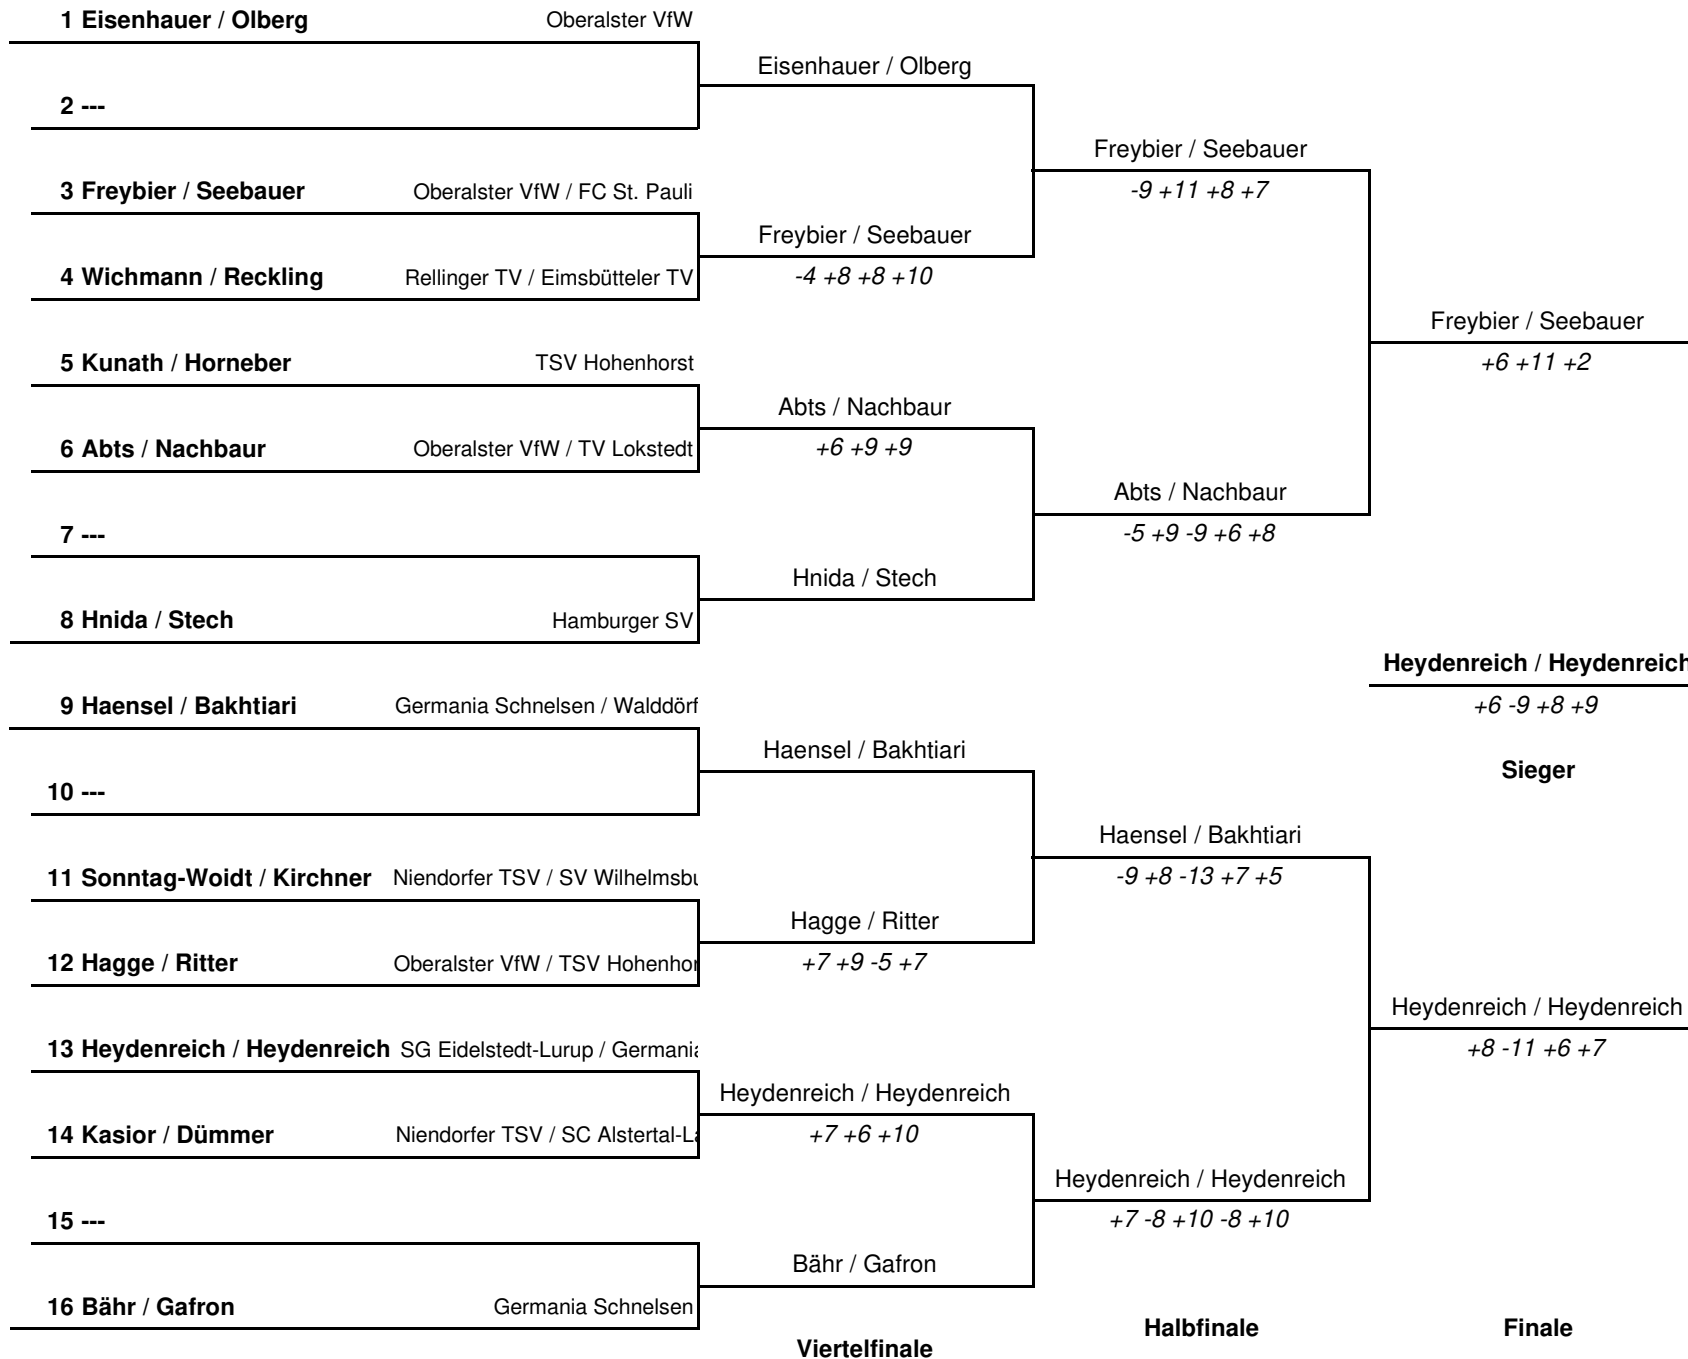 1 Eisenhauer / Olberg Oberalster VfW
Eisenhauer / Olberg
2 ---
Freybier / Seebauer
-9 +11 +8 +7
3 Freybier / Seebauer Oberalster VfW / FC St. Pauli
Freybier / Seebauer
-4 +8 +8 +10
4 Wichmann / Reckling Rellinger TV / Eimsbütteler TV
Freybier / Seebauer
+6 +11 +2
5 Kunath / Horneber TSV Hohenhorst
Abts / Nachbaur
+6 +9 +9
6 Abts / Nachbaur Oberalster VfW / TV Lokstedt
Abts / Nachbaur
-5 +9 -9 +6 +8
7 ---
Hnida / Stech
8 Hnida / Stech Hamburger SV
Heydenreich / Heydenreich
+6 -9 +8 +9
Sieger
9 Haensel / Bakhtiari Germania Schnelsen / Walddörf
Haensel / Bakhtiari
10 ---
Haensel / Bakhtiari
-9 +8 -13 +7 +5
11 Sonntag-Woidt / Kirchner Niendorfer TSV / SV Wilhelmsbu
Hagge / Ritter
+7 +9 -5 +7
12 Hagge / Ritter Oberalster VfW / TSV Hohenhor
Heydenreich / Heydenreich
+8 -11 +6 +7
13 Heydenreich / Heydenreich SG Eidelstedt-Lurup / Germania
Heydenreich / Heydenreich
+7 +6 +10
14 Kasior / Dümmer Niendorfer TSV / SC Alstertal-La
Heydenreich / Heydenreich
+7 -8 +10 -8 +10
15 ---
Bähr / Gafron
16 Bähr / Gafron Germania Schnelsen
Viertelfinale
Halbfinale
Finale